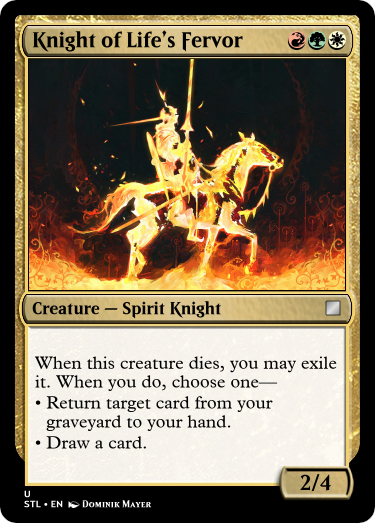 Knight of Life's Fervor
Creature — Spirit Knight
When this creature dies, you may exile
it. When you do, choose one—
• Return target card from your
graveyard to your hand.
• Draw a card.
2/4
U
STL • EN Dominik Mayer